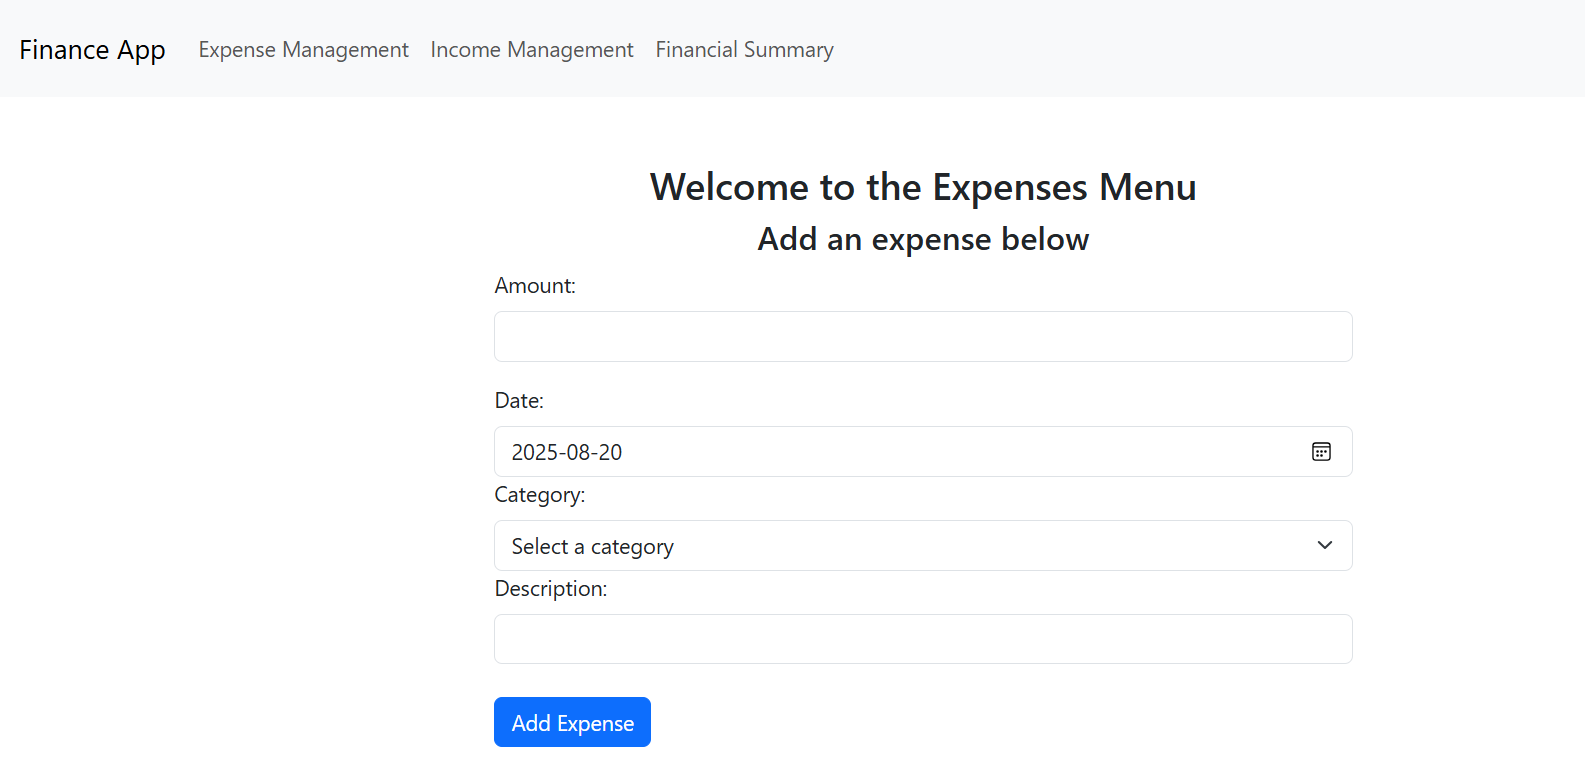 Finance App Expense Management Income Management Financial Summary
Welcome to the Expenses Menu
Add an expense below
Amount:
Date:
2025-08-20
Category:
Select a category
Description:
Add Expense